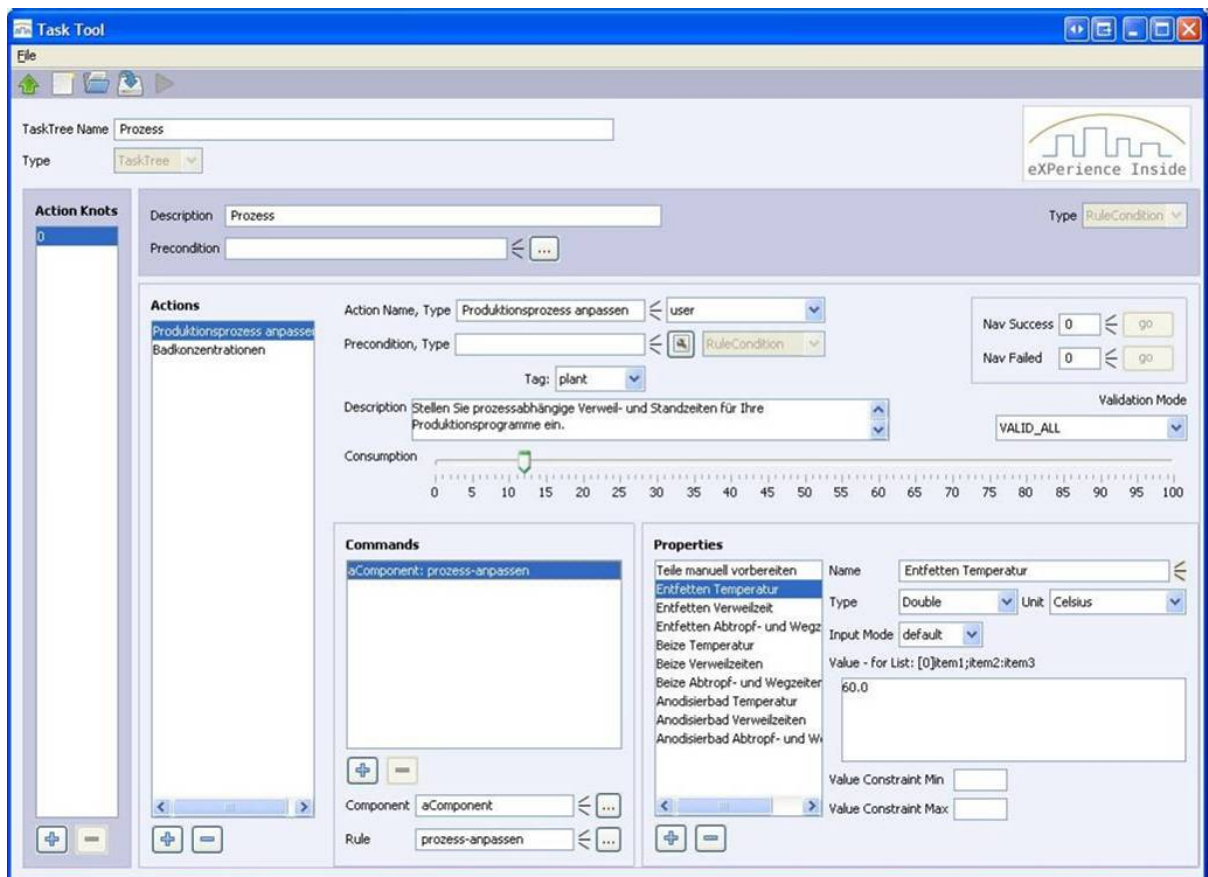 Task Tool
File
TaskTree Name Prozess
Type TaskTree
eXPerience Inside
Action Knots
0
Description Prozess
Type RuleCondition
Precondition
...
Actions
Produktionsprozess anpassen
Badkonzentrationen
Action Name, Type Produktionsprozess anpassen user
Precondition, Type RuleCondition
Tag: plant
Nav Success 0 go
Nav Failed 0 go
Description Stellen Sie prozessabhängige Verweil- und Standzeiten für Ihre
Produktionsprogramme ein.
Validation Mode
VALID_ALL
Consumption
0 5 10 15 20 25 30 35 40 45 50 55 60 65 70 75 80 85 90 95 100
Commands
aComponent: prozess-anpassen
Component aComponent ...
Rule prozess-anpassen ...
Properties
Teile manuell vorbereiten
Entfetten Temperatur
Entfetten Verweilzeit
Entfetten Abtropf- und Wegz
Beize Temperatur
Beize Verweilzeiten
Beize Abtropf- und Wegzeiten
Anodisierbad Temperatur
Anodisierbad Verweilzeiten
Anodisierbad Abtropf- und We
Name Entfetten Temperatur
Type Double Unit Celsius
Input Mode default
Value - for List: [0]item1;item2:item3
60.0
Value Constraint Min
Value Constraint Max